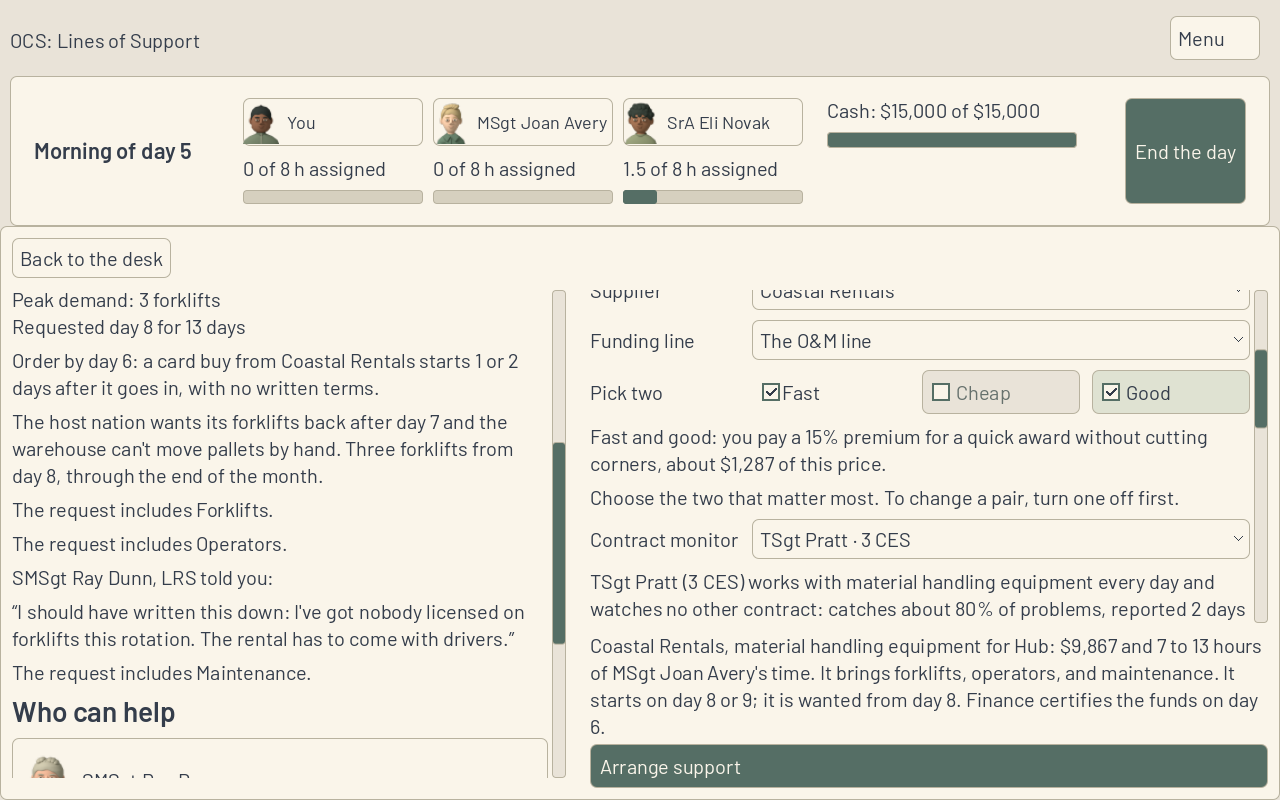 OCS: Lines of Support
Menu
Morning of day 5
You
0 of 8 h assigned
MSgt Joan Avery
0 of 8 h assigned
SrA Eli Novak
1.5 of 8 h assigned
Cash: $15,000 of $15,000
End the day
Back to the desk
Peak demand: 3 forklifts
Requested day 8 for 13 days
Order by day 6: a card buy from Coastal Rentals starts 1 or 2
days after it goes in, with no written terms.
The host nation wants its forklifts back after day 7 and the
warehouse can't move pallets by hand. Three forklifts from
day 8, through the end of the month.
The request includes Forklifts.
The request includes Operators.
SMSgt Ray Dunn, LRS told you:
“I should have written this down: I've got nobody licensed on
forklifts this rotation. The rental has to come with drivers.”
The request includes Maintenance.
Who can help
Supplier
Coastal Rentals
Funding line
The O&M line
Pick two
Fast
Cheap
Good
Fast and good: you pay a 15% premium for a quick award without cutting
corners, about $1,287 of this price.
Choose the two that matter most. To change a pair, turn one off first.
Contract monitor
TSgt Pratt · 3 CES
TSgt Pratt (3 CES) works with material handling equipment every day and
watches no other contract: catches about 80% of problems, reported 2 days
Coastal Rentals, material handling equipment for Hub: $9,867 and 7 to 13 hours
of MSgt Joan Avery's time. It brings forklifts, operators, and maintenance. It
starts on day 8 or 9; it is wanted from day 8. Finance certifies the funds on day
6.
Arrange support